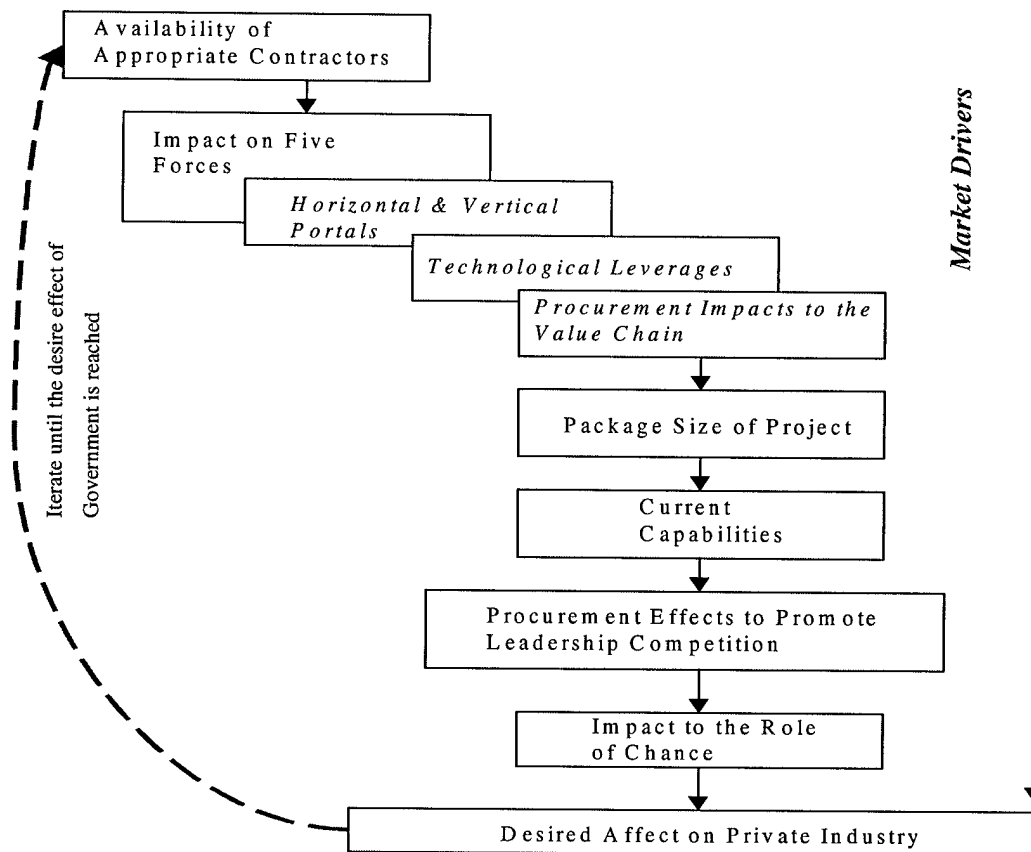 Availability of
Appropriate Contractors
Impact on Five
Forces
Horizontal & Vertical
Portals
Technological Leverages
Procurement Impacts to the
Value Chain
Package Size of Project
Current
Capabilities
Procurement Effects to Promote
Leadership Competition
Impact to the Role
of Chance
Desired Affect on Private Industry
Iterate until the desire effect of
Government is reached
Market Drivers